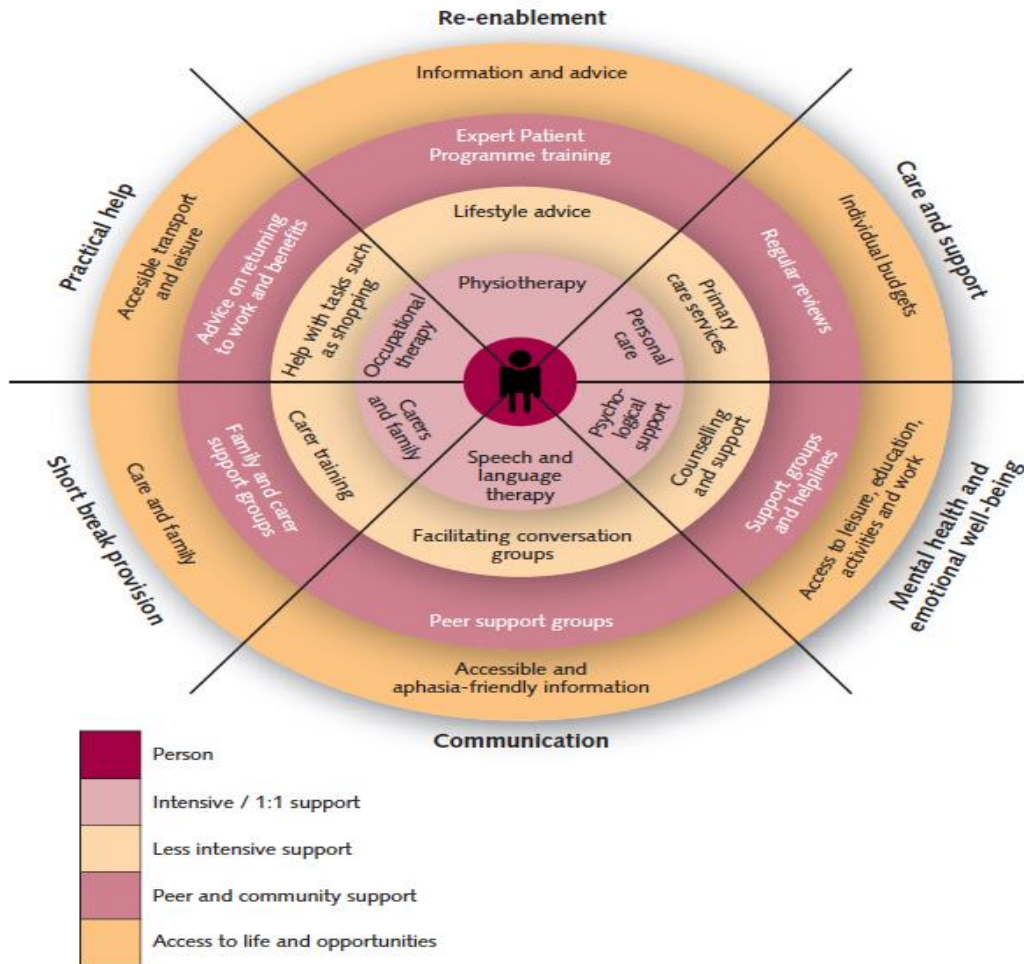 Re-enablement
Information and advice
Expert Patient
Programme training
Lifestyle advice
Physiotherapy
Practical help
Accesible transport
and leisure
Advice on returning
to work and benefits
Help with tasks such
as shopping
Occupational
therapy
Care and support
Individual budgets
Regular reviews
Primary
care services
Personal
care
Short break provision
Care and family
Family and carer
support groups
Carer training
Carers
and family
Psycho-
logical
support
Counselling
and support
Support groups
and helplines
Access to leisure, education,
activities and work
Mental health and
emotional well-being
Speech and
language
therapy
Facilitating conversation
groups
Peer support groups
Accessible and
aphasia-friendly information
Communication
Person
Intensive / 1:1 support
Less intensive support
Peer and community support
Access to life and opportunities